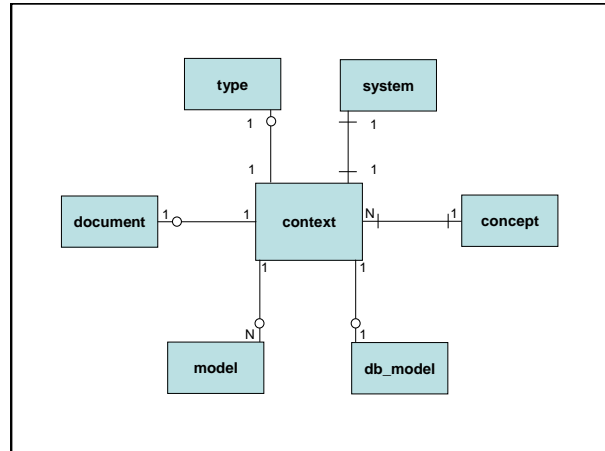 type
system
1
1
1
1
document
1
1
context
N
1
concept
1
1
N
1
model
db_model